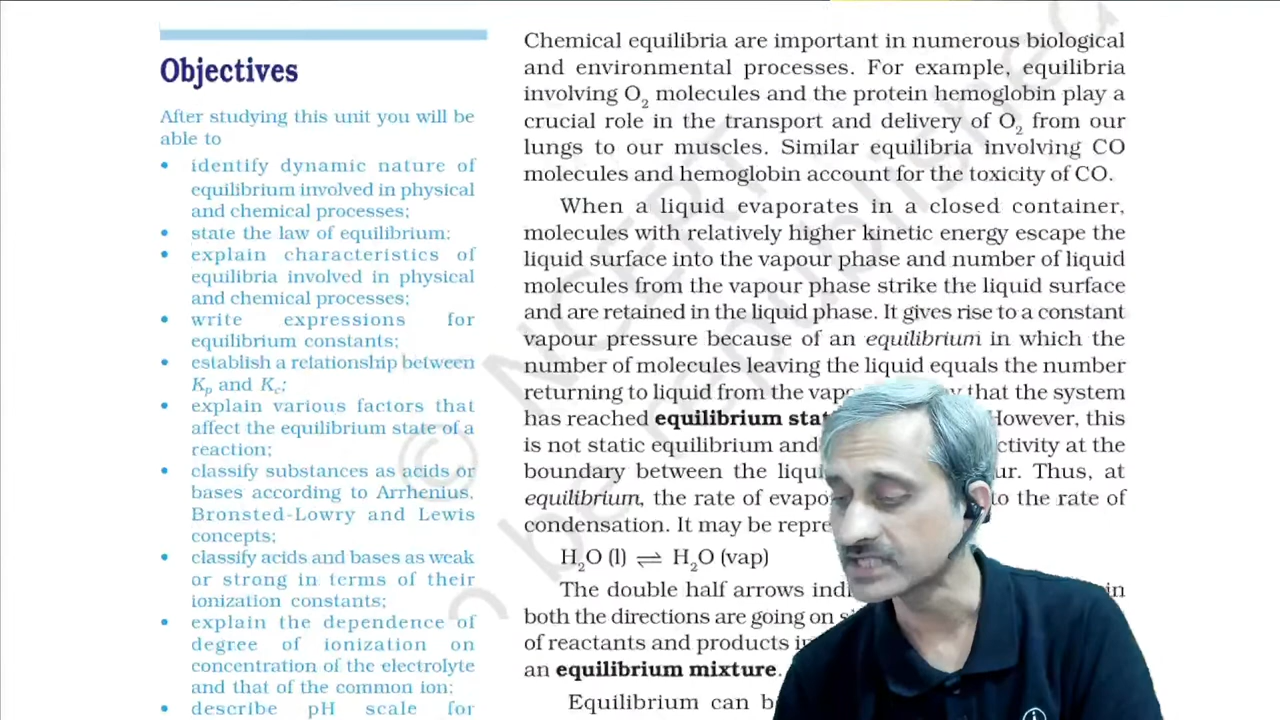 Objectives
After studying this unit you will be
able to
• identify dynamic nature of
equilibrium involved in physical
and chemical processes;
• state the law of equilibrium;
• explain characteristics of
equilibria involved in physical
and chemical processes;
• write expressions for
equilibrium constants;
• establish a relationship between
Kp and Kc;
• explain various factors that
affect the equilibrium state of a
reaction;
• classify substances as acids or
bases according to Arrhenius,
Bronsted-Lowry and Lewis
concepts;
• classify acids and bases as weak
or strong in terms of their
ionization constants;
• explain the dependence of
degree of ionization on
concentration of the electrolyte
and that of the common ion;
• describe pH scale for
Chemical equilibria are important in numerous biological
and environmental processes. For example, equilibria
involving O₂ molecules and the protein hemoglobin play a
crucial role in the transport and delivery of O₂ from our
lungs to our muscles. Similar equilibria involving CO
molecules and hemoglobin account for the toxicity of CO.
When a liquid evaporates in a closed container,
molecules with relatively higher kinetic energy escape the
liquid surface into the vapour phase and number of liquid
molecules from the vapour phase strike the liquid surface
and are retained in the liquid phase. It gives rise to a constant
vapour pressure because of an equilibrium in which the
number of molecules leaving the liquid equals the number
returning to liquid from the that the system
has reached equilibrium However, this
is not static equilibrium and at the
boundary between the Thus, at
equilibrium, the rate of to the rate of
condensation. It may be
H₂O (l) ⇌ H₂O (vap)
The double half arrows in
both the directions are going on
of reactants and products
an equilibrium mixture.
Equilibrium can
© NCERT
be republished